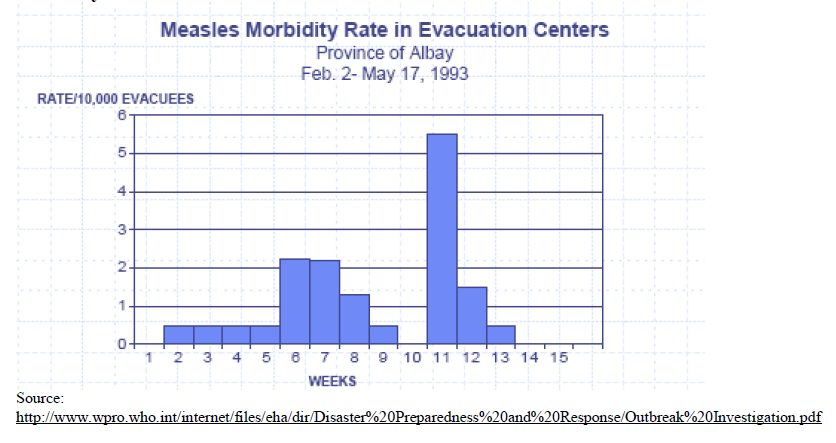 Measles Morbidity Rate in Evacuation Centers
Province of Albay
Feb. 2- May 17, 1993
RATE/10,000 EVACUEES
6
5
4
3
2
1
0
1 2 3 4 5 6 7 8 9 10 11 12 13 14 15
WEEKS
Source:
http://www.wpro.who.int/internet/files/eha/dir/Disaster%20Preparedness%20and%20Response/Outbreak%20Investigation.pdf